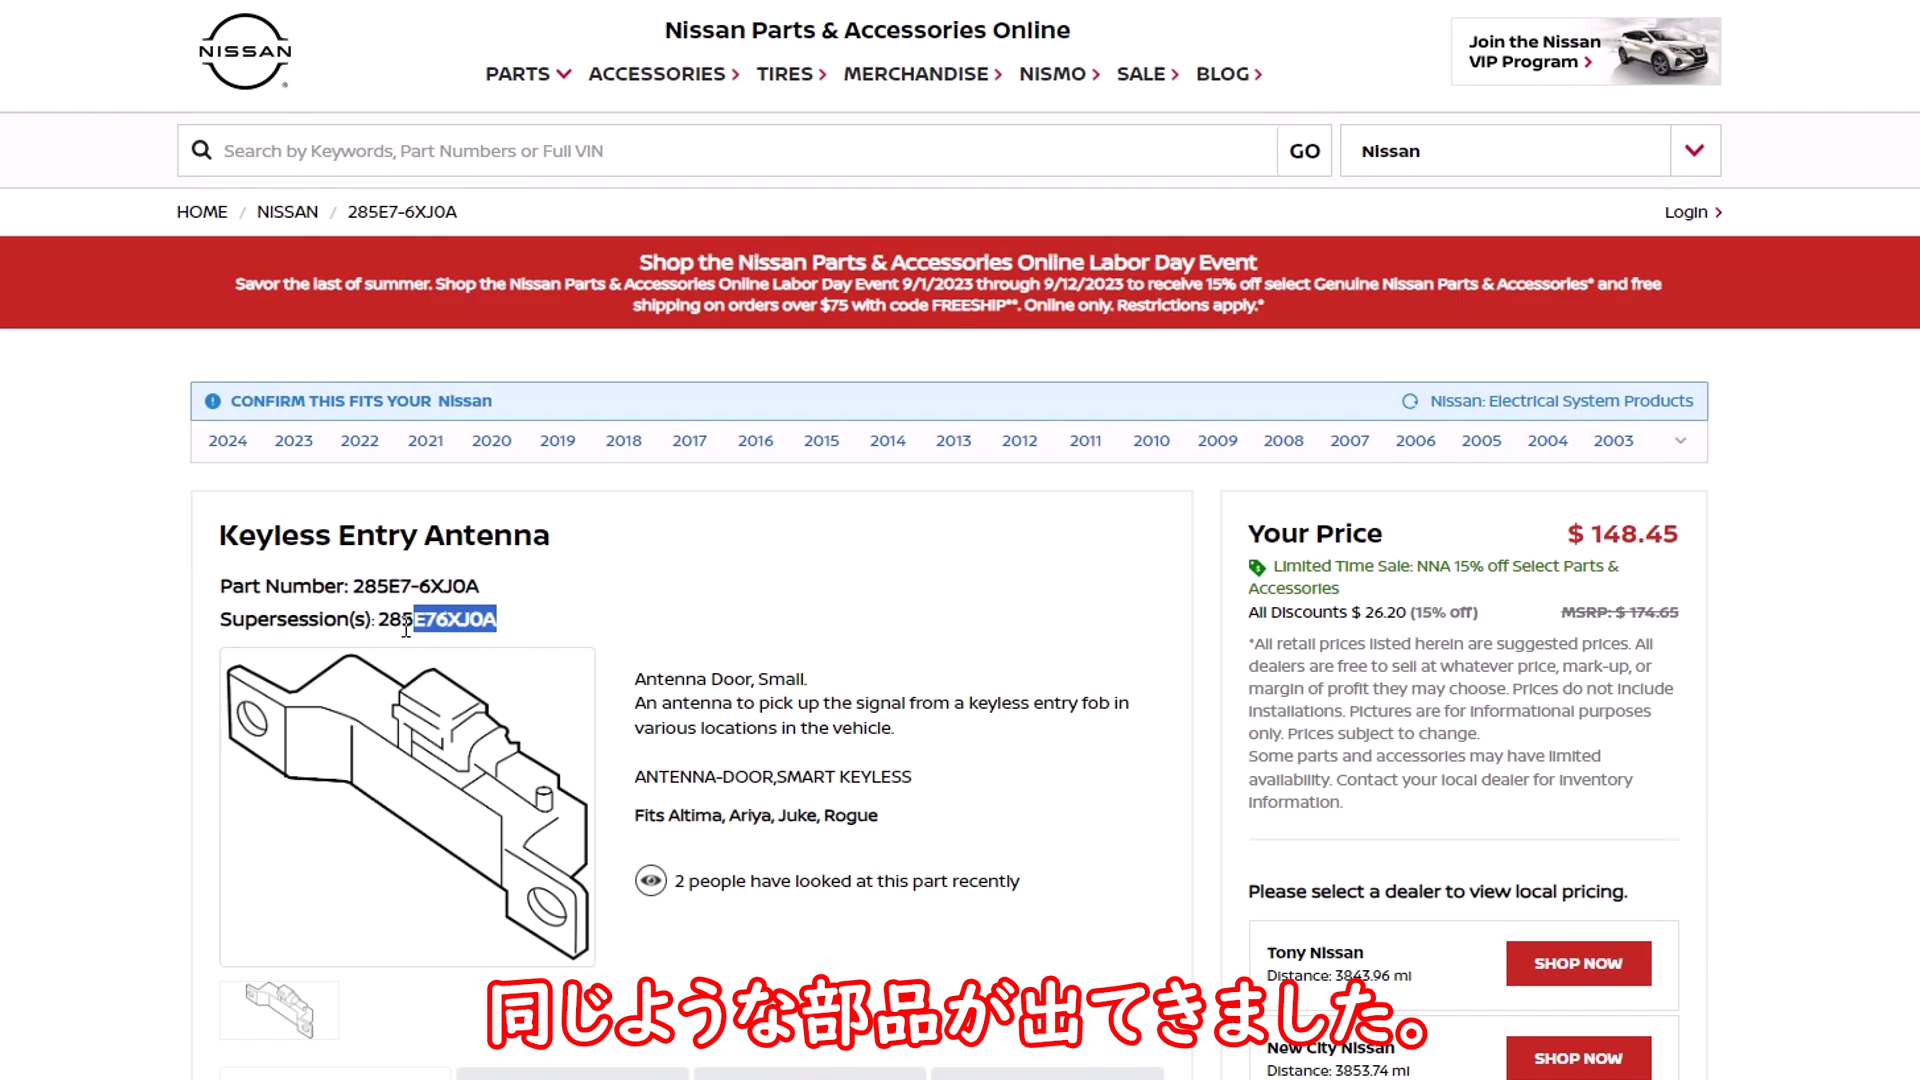 NISSAN
Nissan Parts & Accessories Online
PARTS ACCESSORIES TIRES MERCHANDISE NISMO SALE BLOG
Join the Nissan
VIP Program
Search by Keywords, Part Numbers or Full VIN
GO
Nissan
HOME / NISSAN / 285E7-6XJ0A
Login
Shop the Nissan Parts & Accessories Online Labor Day Event
Savor the last of summer. Shop the Nissan Parts & Accessories Online Labor Day Event 9/1/2023 through 9/12/2023 to receive 15% off select Genuine Nissan Parts & Accessories* and free
shipping on orders over $75 with code FREESHIP**. Online only. Restrictions apply.*
CONFIRM THIS FITS YOUR Nissan
Nissan: Electrical System Products
2024 2023 2022 2021 2020 2019 2018 2017 2016 2015 2014 2013 2012 2011 2010 2009 2008 2007 2006 2005 2004 2003
Keyless Entry Antenna
Part Number: 285E7-6XJ0A
Supersession(s): 285E76XJ0A
Antenna Door, Small.
An antenna to pick up the signal from a keyless entry fob in
various locations in the vehicle.
ANTENNA-DOOR,SMART KEYLESS
Fits Altima, Ariya, Juke, Rogue
2 people have looked at this part recently
Your Price
$ 148.45
Limited Time Sale: NNA 15% off Select Parts &
Accessories
All Discounts $ 26.20 (15% off)
MSRP: $ 174.65
*All retail prices listed herein are suggested prices. All
dealers are free to sell at whatever price, mark-up, or
margin of profit they may choose. Prices do not include
installations. Pictures are for informational purposes
only. Prices subject to change.
Some parts and accessories may have limited
availability. Contact your local dealer for inventory
information.
Please select a dealer to view local pricing.
Tony Nissan
Distance: 3843.96 mi
SHOP NOW
New City Nissan
Distance: 3853.74 mi
SHOP NOW
同じような部品が出てきました。